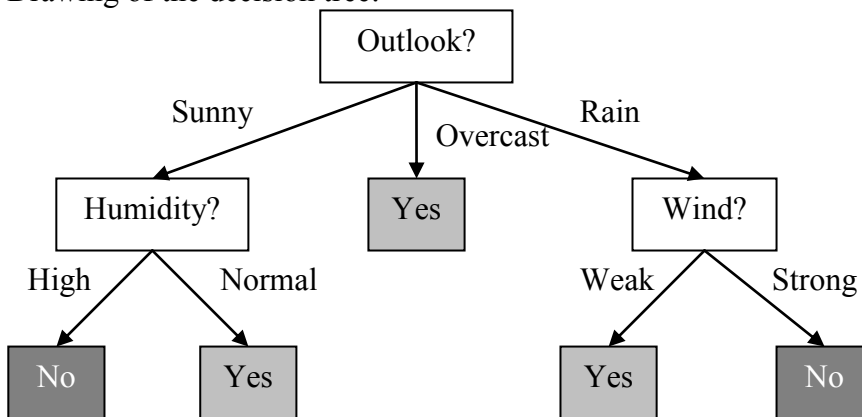 Drawing of the decision tree:
Outlook?
Sunny
Overcast
Rain
Humidity?
Yes
Wind?
High
Normal
Weak
Strong
No
Yes
Yes
No